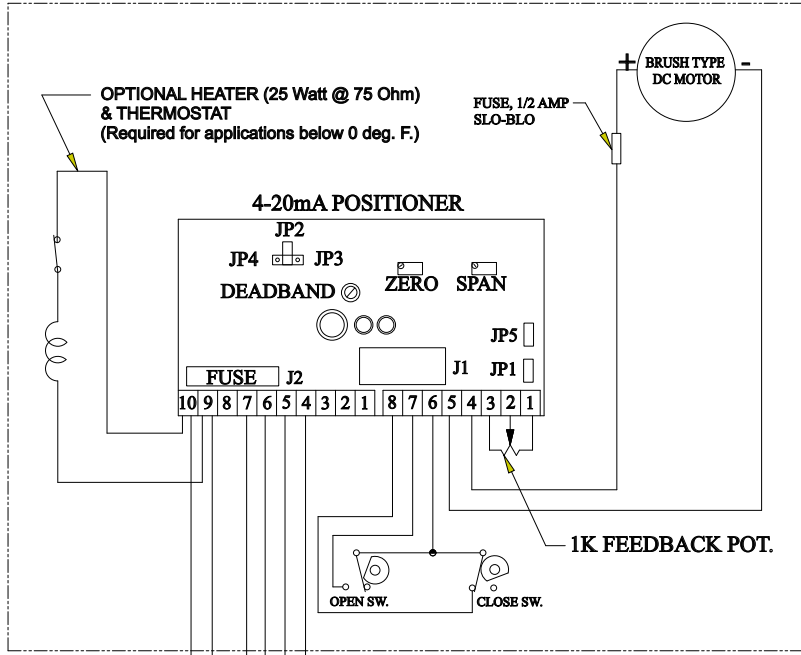 +
BRUSH TYPE
DC MOTOR
-
OPTIONAL HEATER (25 Watt @ 75 Ohm)
& THERMOSTAT
(Required for applications below 0 deg. F.)
FUSE, 1/2 AMP
SLO-BLO
4-20mA POSITIONER
JP2
JP4
JP3
DEADBAND
ZERO
SPAN
JP5
FUSE
J2
J1
JP1
10 9 8 7 6 5 4 3 2 1
8 7 6 5 4 3 2 1
1K FEEDBACK POT.
OPEN SW.
CLOSE SW.